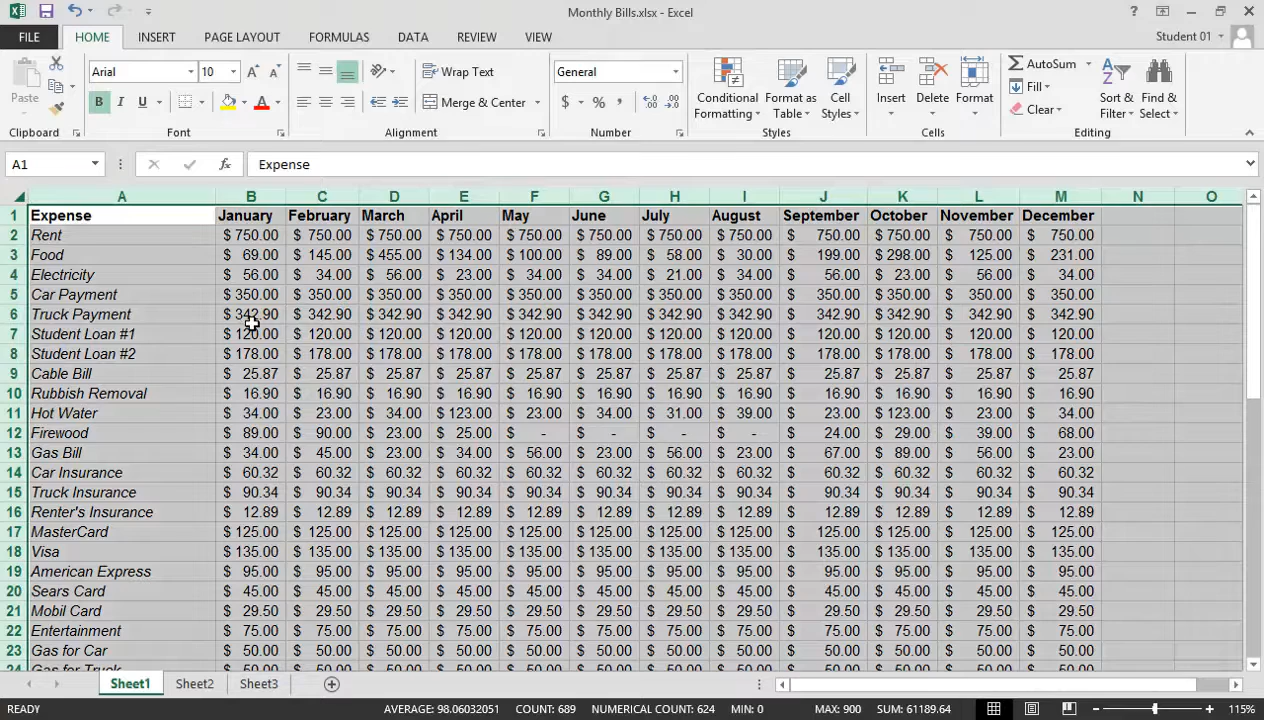 Monthly Bills.xlsx - Excel
FILE HOME INSERT PAGE LAYOUT FORMULAS DATA REVIEW VIEW Student 01
Paste Arial 10 Wrap Text General AutoSum
B I U Merge & Center $ % , Conditional Formatting Format as Table Cell Styles Insert Delete Format Fill Clear Sort & Filter Find & Select
Clipboard Font Alignment Number Styles Cells Editing
A1 fx Expense
A B C D E F G H I J K L M N O
1 Expense January February March April May June July August September October November December
2 Rent $ 750.00 $ 750.00 $ 750.00 $ 750.00 $ 750.00 $ 750.00 $ 750.00 $ 750.00 $ 750.00 $ 750.00 $ 750.00 $ 750.00
3 Food $ 69.00 $ 145.00 $ 455.00 $ 134.00 $ 100.00 $ 89.00 $ 58.00 $ 30.00 $ 199.00 $ 298.00 $ 125.00 $ 231.00
4 Electricity $ 56.00 $ 34.00 $ 56.00 $ 23.00 $ 34.00 $ 34.00 $ 21.00 $ 34.00 $ 56.00 $ 23.00 $ 56.00 $ 34.00
5 Car Payment $ 350.00 $ 350.00 $ 350.00 $ 350.00 $ 350.00 $ 350.00 $ 350.00 $ 350.00 $ 350.00 $ 350.00 $ 350.00 $ 350.00
6 Truck Payment $ 342.90 $ 342.90 $ 342.90 $ 342.90 $ 342.90 $ 342.90 $ 342.90 $ 342.90 $ 342.90 $ 342.90 $ 342.90 $ 342.90
7 Student Loan #1 $ 120.00 $ 120.00 $ 120.00 $ 120.00 $ 120.00 $ 120.00 $ 120.00 $ 120.00 $ 120.00 $ 120.00 $ 120.00 $ 120.00
8 Student Loan #2 $ 178.00 $ 178.00 $ 178.00 $ 178.00 $ 178.00 $ 178.00 $ 178.00 $ 178.00 $ 178.00 $ 178.00 $ 178.00 $ 178.00
9 Cable Bill $ 25.87 $ 25.87 $ 25.87 $ 25.87 $ 25.87 $ 25.87 $ 25.87 $ 25.87 $ 25.87 $ 25.87 $ 25.87 $ 25.87
10 Rubbish Removal $ 16.90 $ 16.90 $ 16.90 $ 16.90 $ 16.90 $ 16.90 $ 16.90 $ 16.90 $ 16.90 $ 16.90 $ 16.90 $ 16.90
11 Hot Water $ 34.00 $ 23.00 $ 34.00 $ 123.00 $ 23.00 $ 34.00 $ 31.00 $ 39.00 $ 23.00 $ 123.00 $ 23.00 $ 34.00
12 Firewood $ 89.00 $ 90.00 $ 23.00 $ 25.00 $ - $ - $ - $ - $ 24.00 $ 29.00 $ 39.00 $ 68.00
13 Gas Bill $ 34.00 $ 45.00 $ 23.00 $ 34.00 $ 56.00 $ 23.00 $ 56.00 $ 23.00 $ 67.00 $ 89.00 $ 56.00 $ 23.00
14 Car Insurance $ 60.32 $ 60.32 $ 60.32 $ 60.32 $ 60.32 $ 60.32 $ 60.32 $ 60.32 $ 60.32 $ 60.32 $ 60.32 $ 60.32
15 Truck Insurance $ 90.34 $ 90.34 $ 90.34 $ 90.34 $ 90.34 $ 90.34 $ 90.34 $ 90.34 $ 90.34 $ 90.34 $ 90.34 $ 90.34
16 Renter's Insurance $ 12.89 $ 12.89 $ 12.89 $ 12.89 $ 12.89 $ 12.89 $ 12.89 $ 12.89 $ 12.89 $ 12.89 $ 12.89 $ 12.89
17 MasterCard $ 125.00 $ 125.00 $ 125.00 $ 125.00 $ 125.00 $ 125.00 $ 125.00 $ 125.00 $ 125.00 $ 125.00 $ 125.00 $ 125.00
18 Visa $ 135.00 $ 135.00 $ 135.00 $ 135.00 $ 135.00 $ 135.00 $ 135.00 $ 135.00 $ 135.00 $ 135.00 $ 135.00 $ 135.00
19 American Express $ 95.00 $ 95.00 $ 95.00 $ 95.00 $ 95.00 $ 95.00 $ 95.00 $ 95.00 $ 95.00 $ 95.00 $ 95.00 $ 95.00
20 Sears Card $ 45.00 $ 45.00 $ 45.00 $ 45.00 $ 45.00 $ 45.00 $ 45.00 $ 45.00 $ 45.00 $ 45.00 $ 45.00 $ 45.00
21 Mobil Card $ 29.50 $ 29.50 $ 29.50 $ 29.50 $ 29.50 $ 29.50 $ 29.50 $ 29.50 $ 29.50 $ 29.50 $ 29.50 $ 29.50
22 Entertainment $ 75.00 $ 75.00 $ 75.00 $ 75.00 $ 75.00 $ 75.00 $ 75.00 $ 75.00 $ 75.00 $ 75.00 $ 75.00 $ 75.00
23 Gas for Car $ 50.00 $ 50.00 $ 50.00 $ 50.00 $ 50.00 $ 50.00 $ 50.00 $ 50.00 $ 50.00 $ 50.00 $ 50.00 $ 50.00
24 Gas for Truck $ 50.00 $ 50.00 $ 50.00 $ 50.00 $ 50.00 $ 50.00 $ 50.00 $ 50.00 $ 50.00 $ 50.00 $ 50.00 $ 50.00
Sheet1 Sheet2 Sheet3
READY AVERAGE: 98.06032051 COUNT: 689 NUMERICAL COUNT: 624 MIN: 0 MAX: 900 SUM: 61189.64 115%